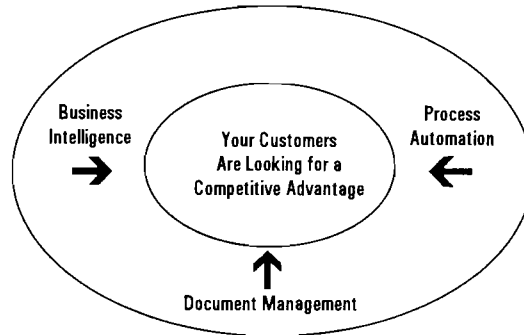 Business
Intelligence
Your Customers
Are Looking for a
Competitive Advantage
Process
Automation
Document Management